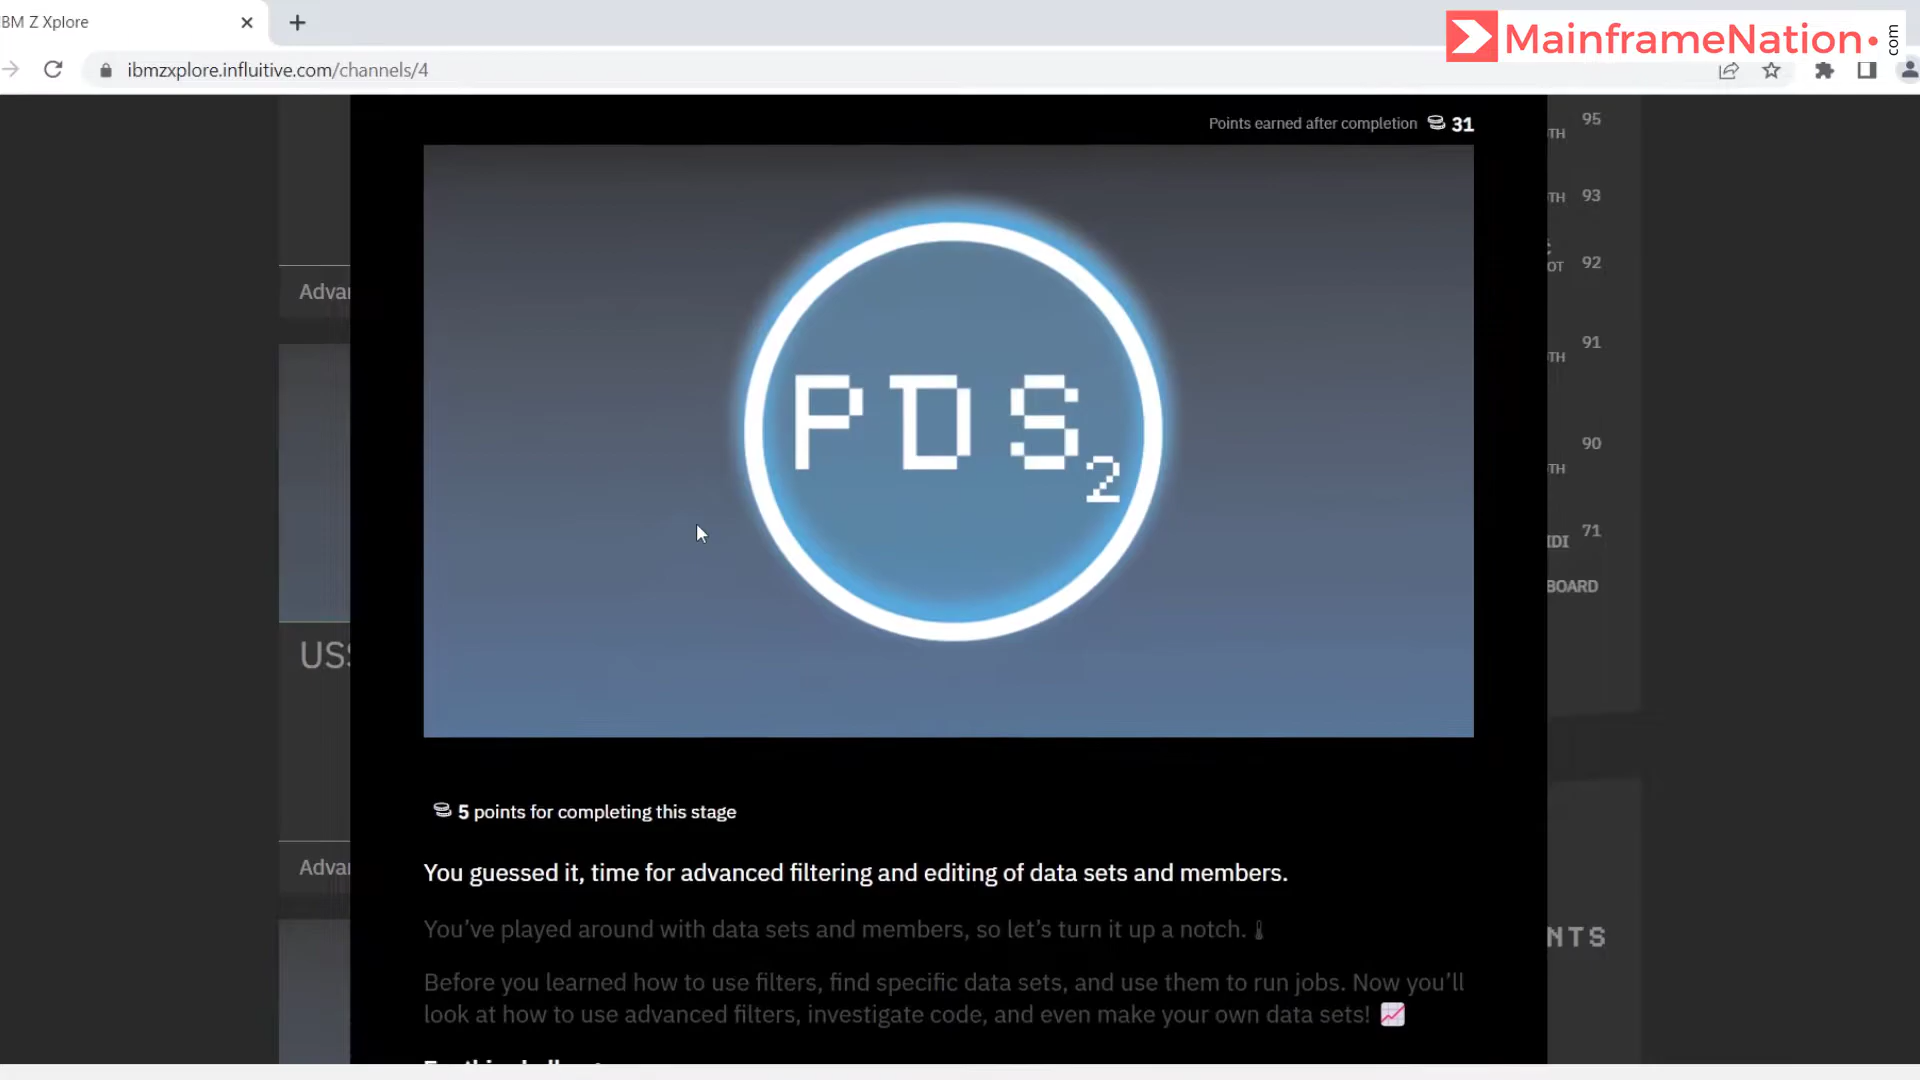 BM Z Xplore
MainframeNation.com
ibmzxplore.influitive.com/channels/4
Points earned after completion 31
95
TH
93
TH
92
OT
91
TH
90
TH
71
IDI
BOARD
Advan
PDS2
USS
5 points for completing this stage
Advan
You guessed it, time for advanced filtering and editing of data sets and members.
You've played around with data sets and members, so let's turn it up a notch. 🌡
NTS
Before you learned how to use filters, find specific data sets, and use them to run jobs. Now you'll
look at how to use advanced filters, investigate code, and even make your own data sets! 📈